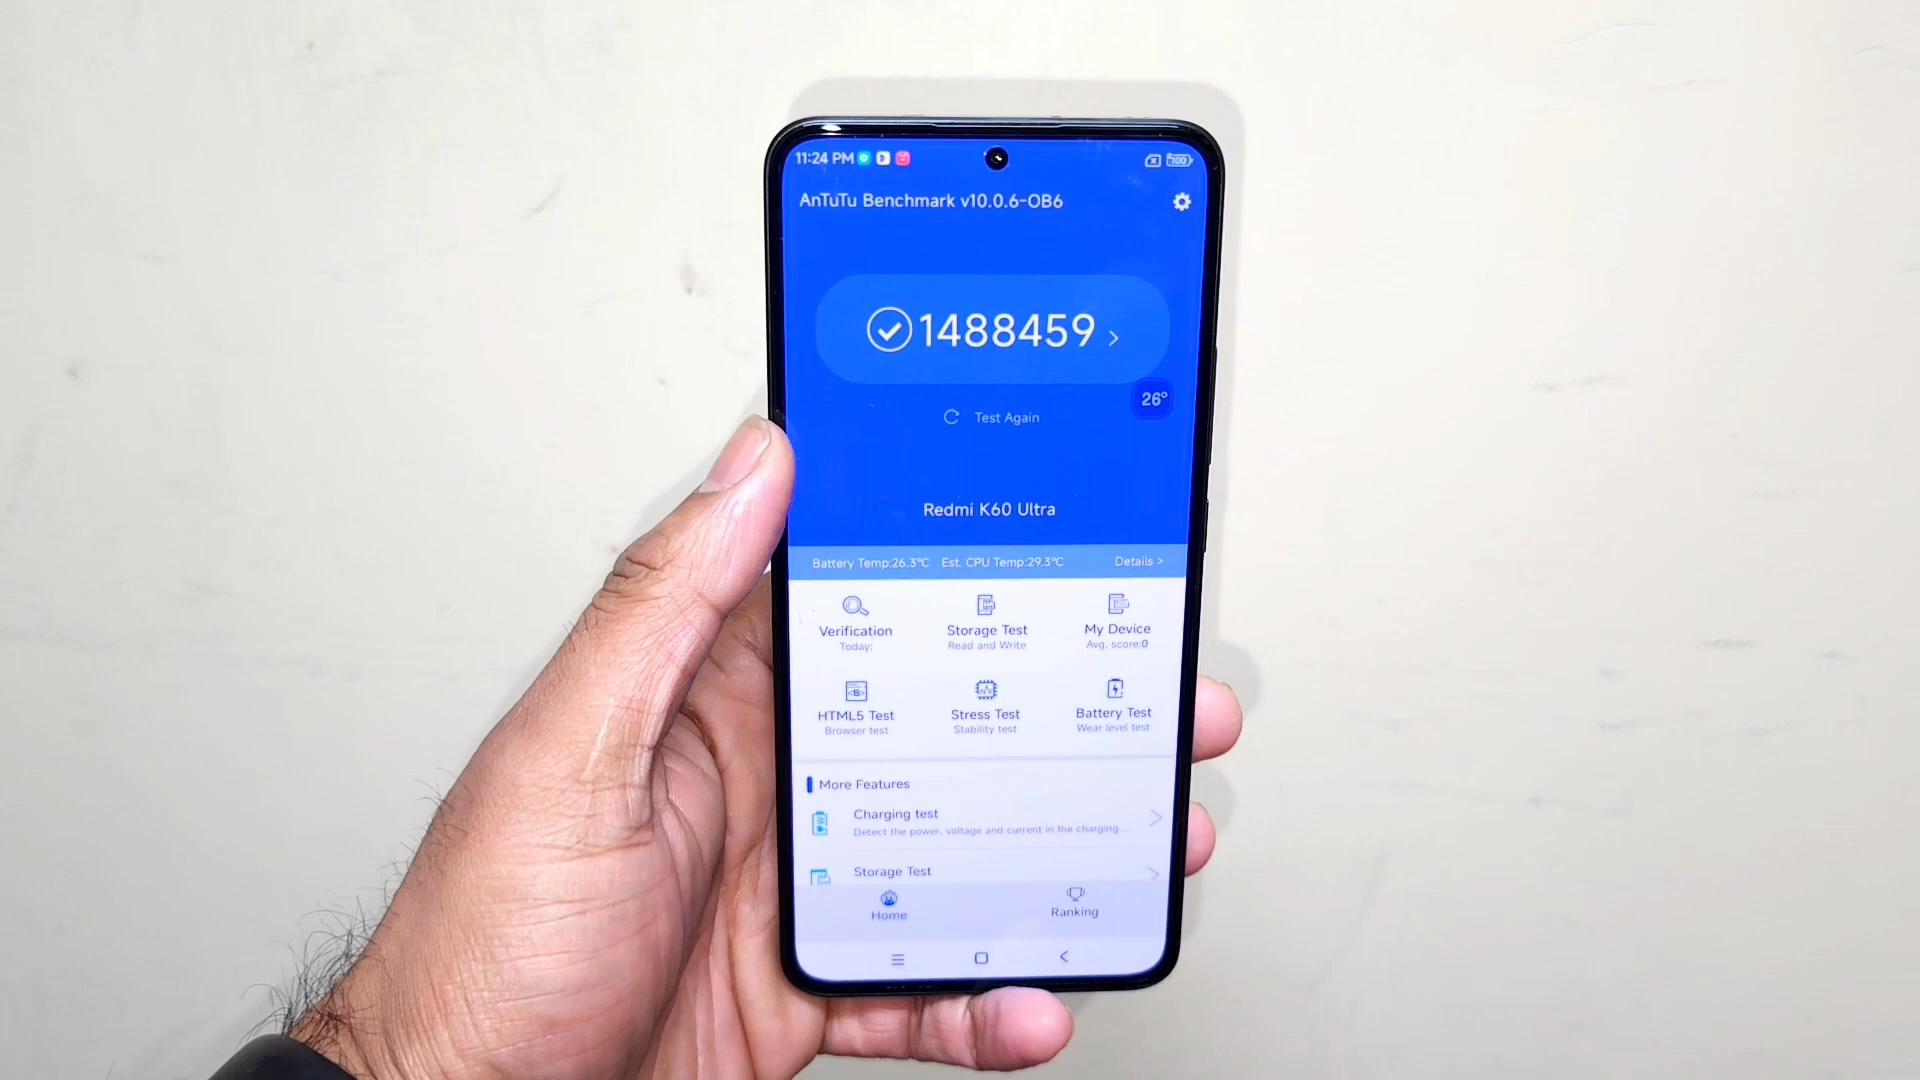 11:24 PM 100
AnTuTu Benchmark v10.0.6-OB6
1488459 >
26°
Test Again
Redmi K60 Ultra
Battery Temp:26.3°C Est. CPU Temp:29.3°C Details >
Verification Storage Test My Device
Today: Read and Write Avg. score:0
HTML5 Test Stress Test Battery Test
Browser test Stability test Wear level test
More Features
Charging test
Detect the power, voltage and current in the charging ...
Storage Test
Home Ranking